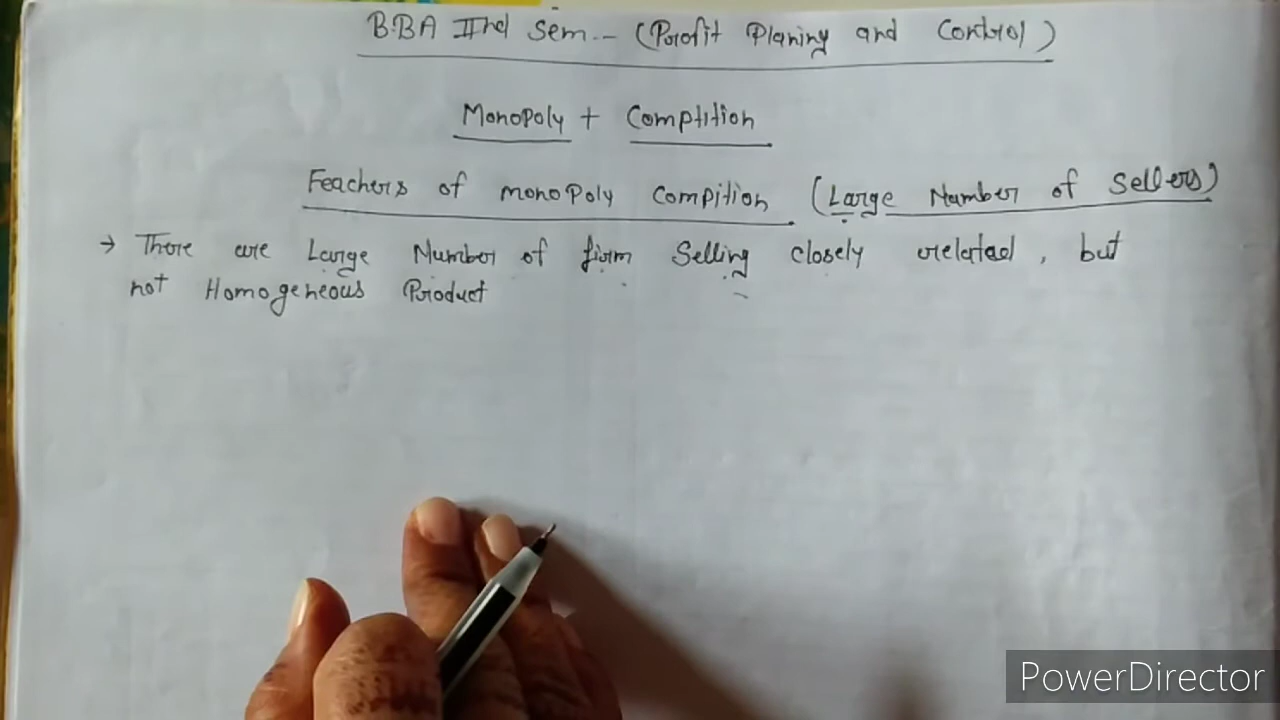 B.B.A IInd Sem.- (Profit Planing and Control)
Monopoly + Comptition
Feachers of monopoly Compition (Large Number of Sellers)
→ There are Large Number of firm Selling closely relatad, but
not Homogeneous Product
PowerDirector